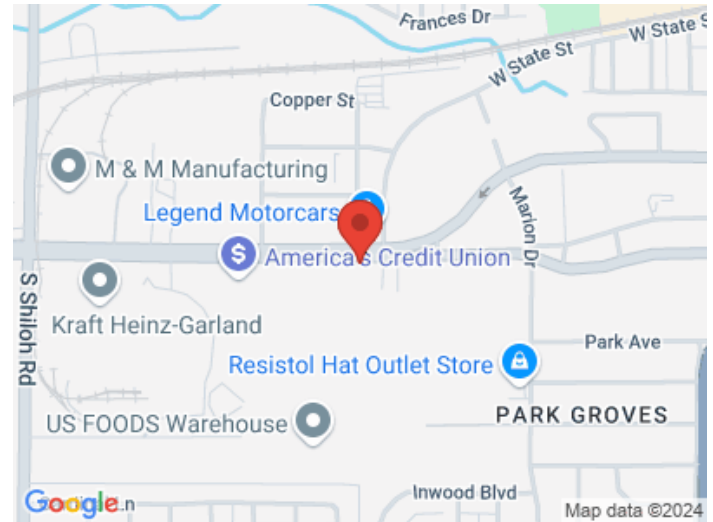 Frances Dr
W State St
W State S
Copper St
M & M Manufacturing
Legend Motorcars
Marion Dr
America's Credit Union
S Shiloh Rd
Kraft Heinz-Garland
Park Ave
Resistol Hat Outlet Store
US FOODS Warehouse
PARK GROVES
Inwood Blvd
Google
Map data ©2024